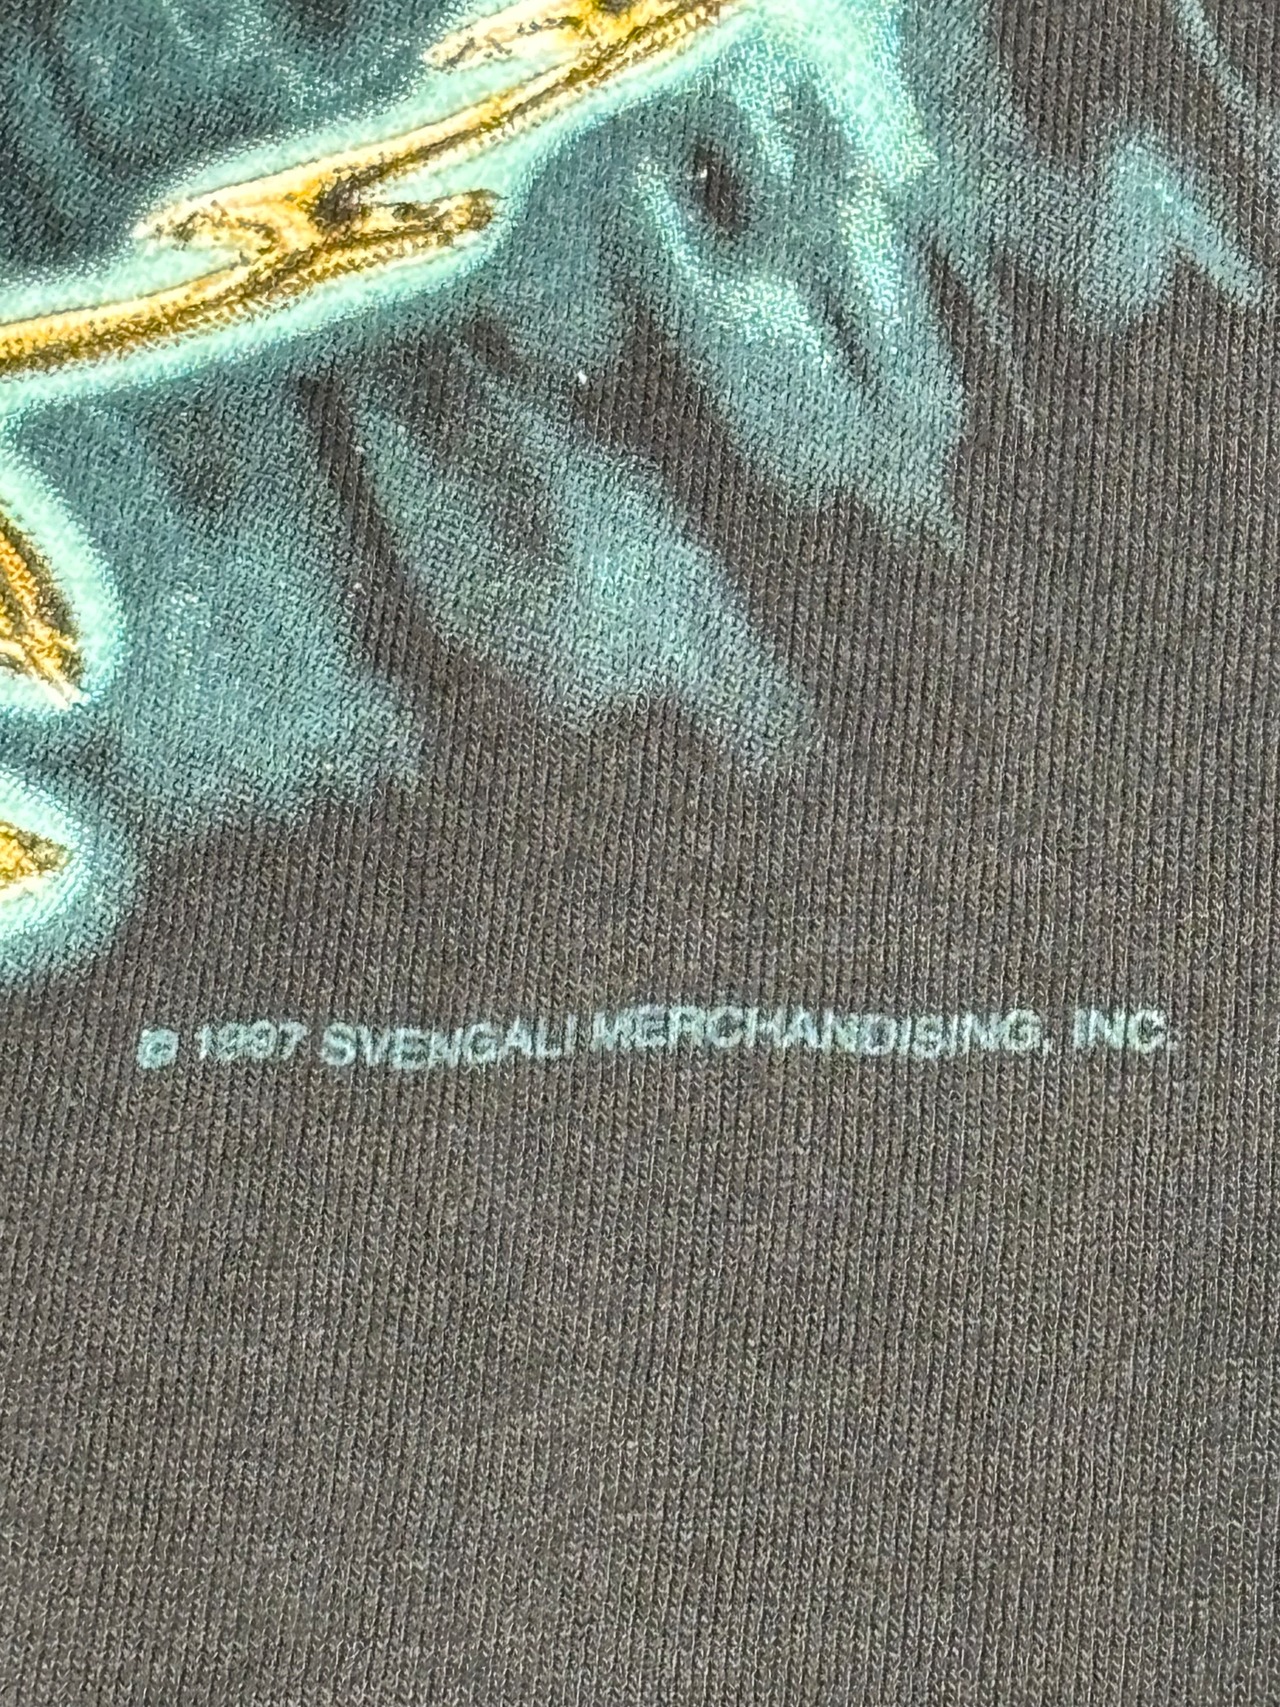 © 1997 SVENGALI MERCHANDISING, INC.